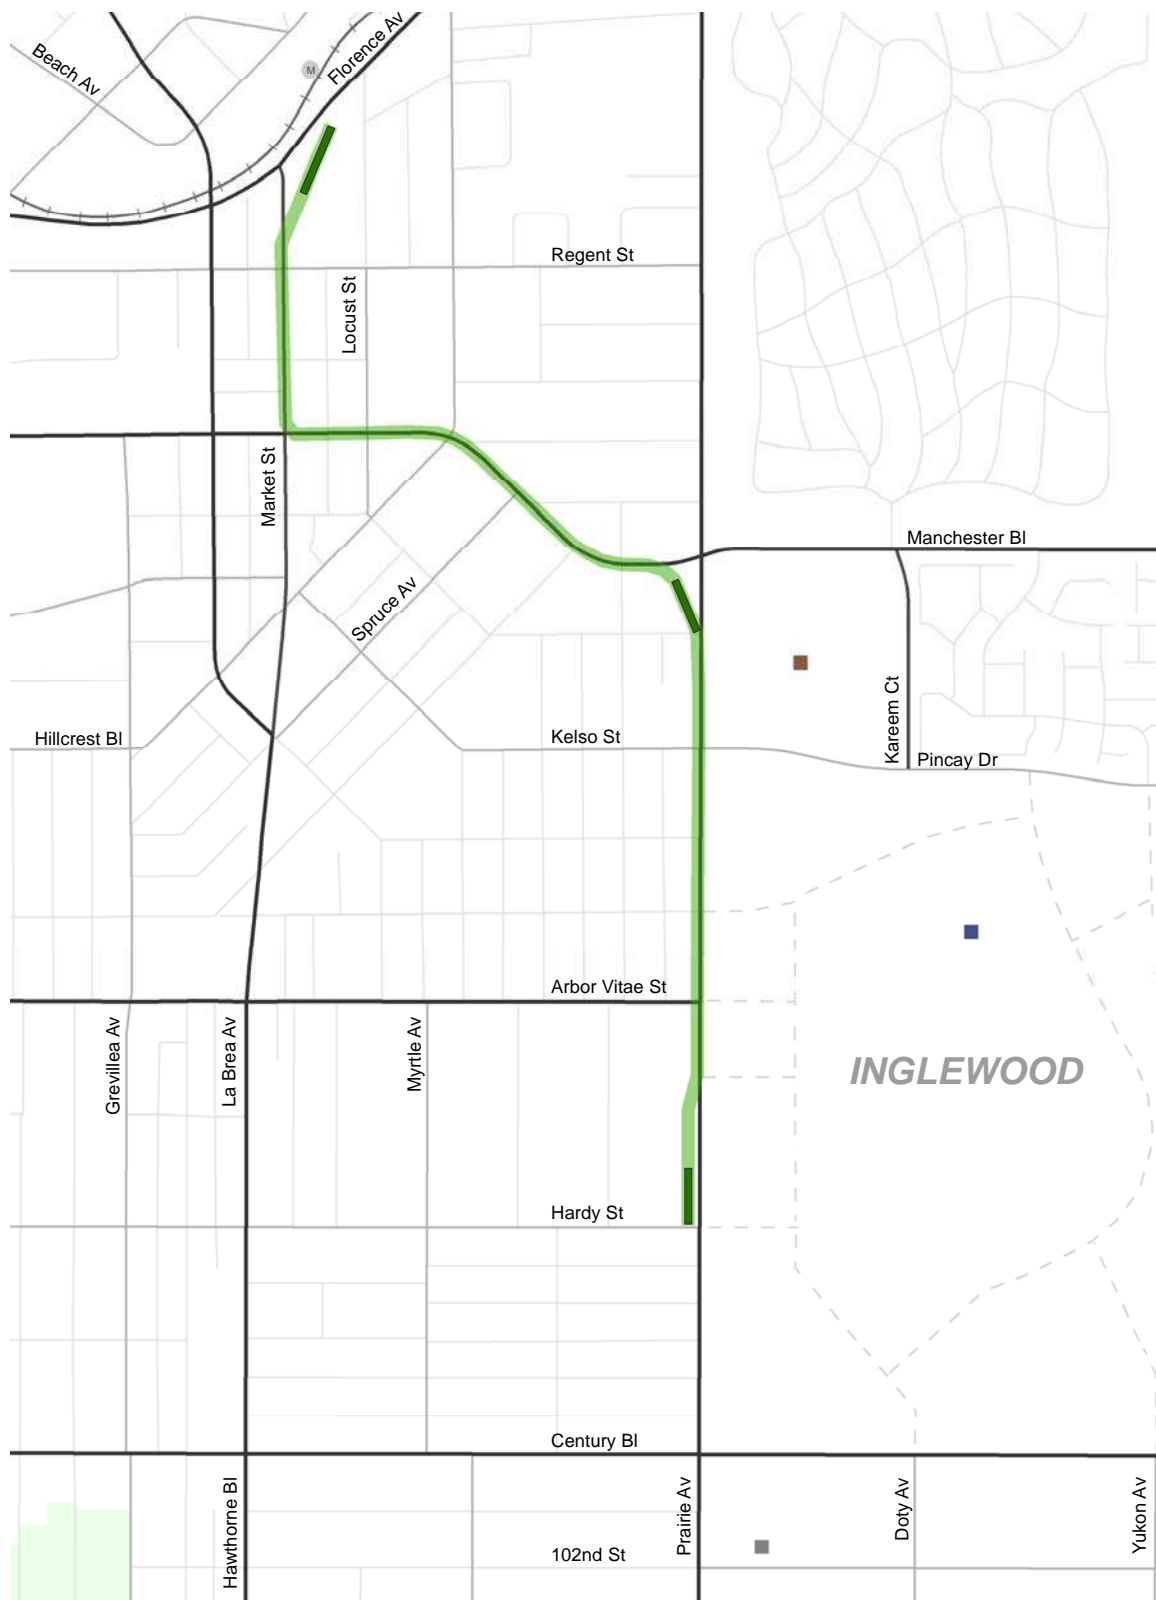 Beach Av
Florence Av
M
Regent St
Locust St
Market St
Manchester Bl
Spruce Av
Kareem Ct
Hillcrest Bl
Kelso St
Pincay Dr
Arbor Vitae St
Grevillea Av
La Brea Av
Myrtle Av
INGLEWOOD
Hardy St
Century Bl
Hawthorne Bl
Prairie Av
Doty Av
Yukon Av
102nd St